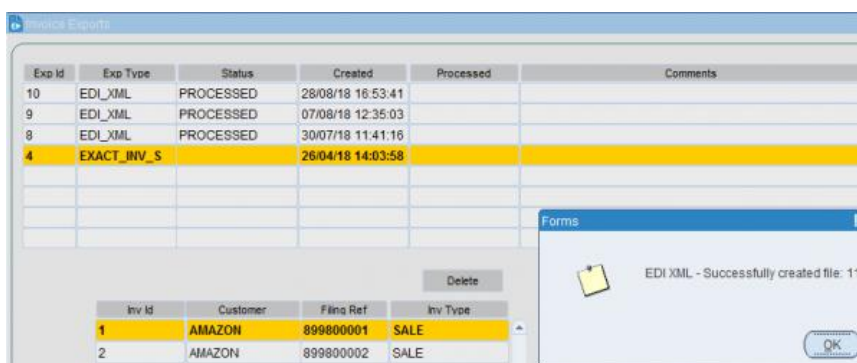 Invoice Exports
Exp Id Exp Type Status Created Processed Comments
10 EDI_XML PROCESSED 28/08/18 16:53:41
9 EDI_XML PROCESSED 07/08/18 12:35:03
8 EDI_XML PROCESSED 30/07/18 11:41:16
4 EXACT_INV_S 26/04/18 14:03:58
Forms
EDI XML - Successfully created file: 11
OK
Delete
Inv Id Customer Filing Ref Inv Type
1 AMAZON 899800001 SALE
2 AMAZON 899800002 SALE